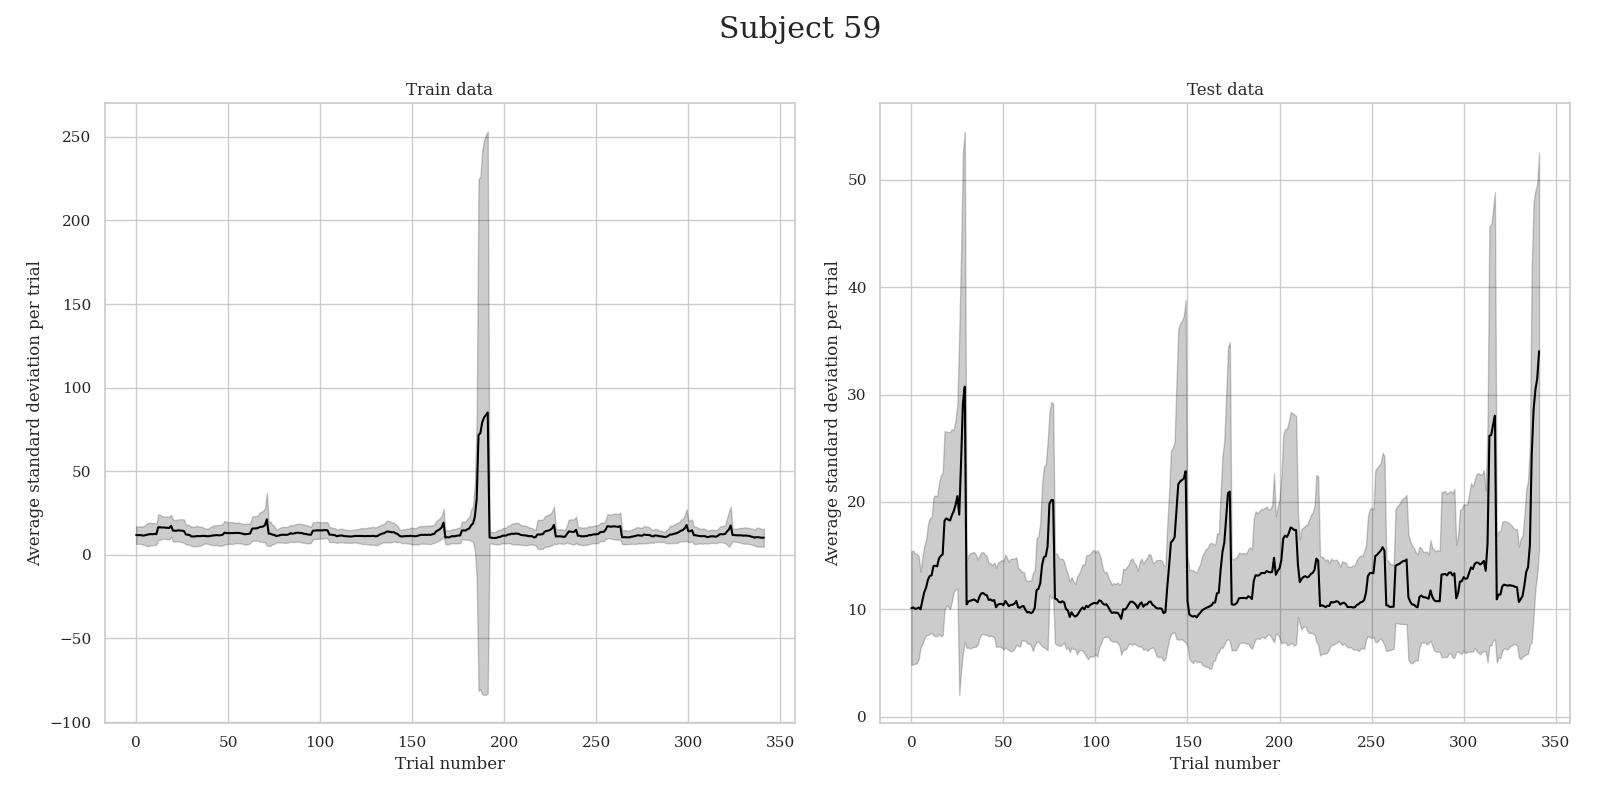 Subject 59
Train data
Average standard deviation per trial
250
200
150
100
50
0
−50
−100
0 50 100 150 200 250 300 350
Trial number
Test data
Average standard deviation per trial
50
40
30
20
10
0
0 50 100 150 200 250 300 350
Trial number